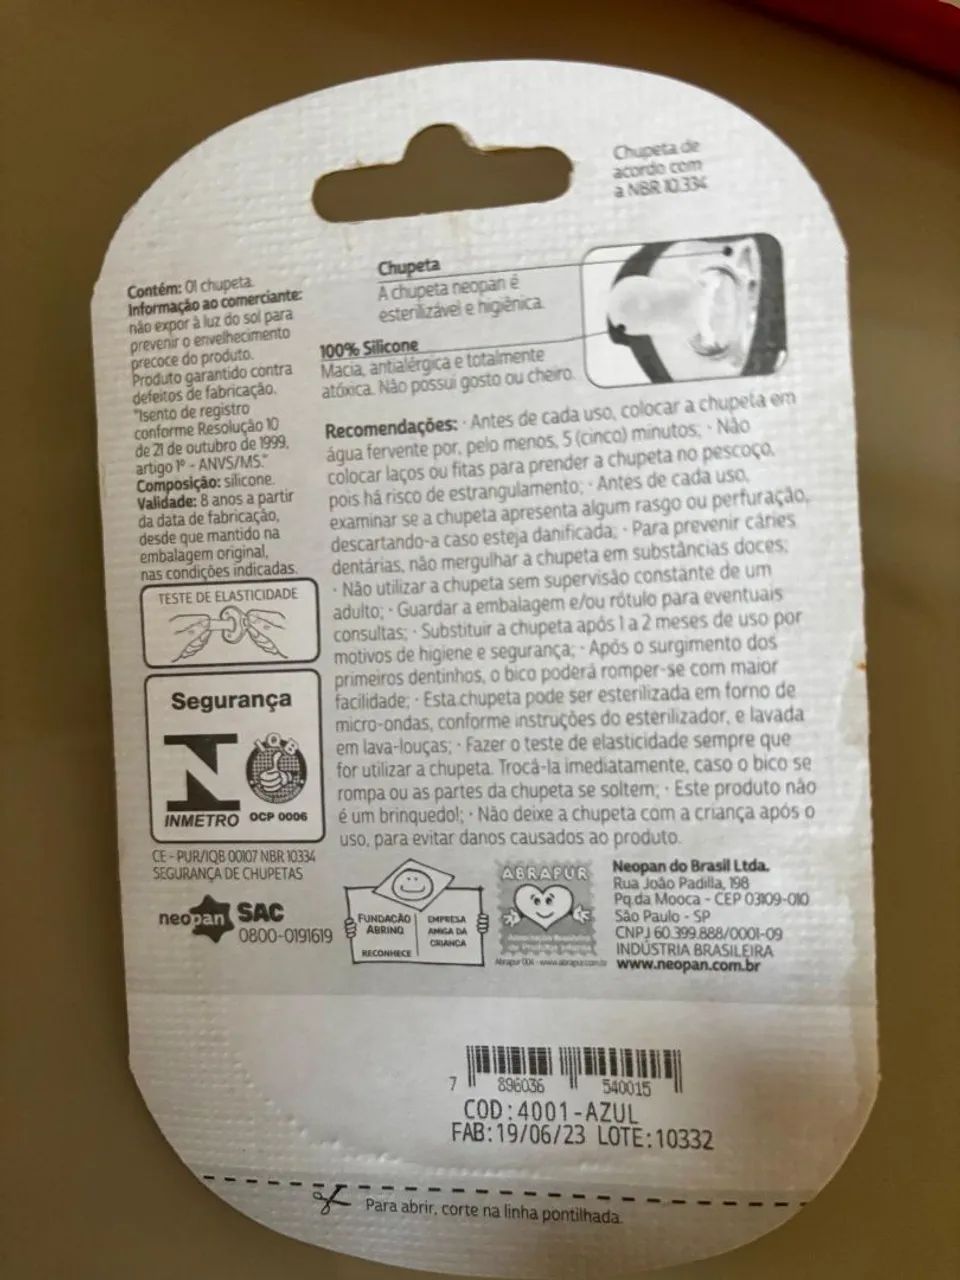 Chupeta de
acordo com
a NBR 10.334
Contém: 01 chupeta.
Informação ao comerciante:
não expor à luz do sol para
prevenir o envelhecimento
precoce do produto.
Produto garantido contra
defeitos de fabricação.
"Isento de registro
conforme Resolução 10
de 21 de outubro de 1999,
artigo 1º - ANVS/MS."
Composição: silicone.
Validade: 8 anos a partir
da data de fabricação,
desde que mantido na
embalagem original,
nas condições indicadas.
TESTE DE ELASTICIDADE
Segurança
IQB
INMETRO OCP 0006
CE - PUR/IQB 00107 NBR 10334
SEGURANÇA DE CHUPETAS
neopan SAC
0800-0191619
Chupeta
A chupeta neopan é
esterilizável e higiênica.
100% Silicone
Macia, antialérgica e totalmente
atóxica. Não possui gosto ou cheiro.
Recomendações: · Antes de cada uso, colocar a chupeta em
água fervente por, pelo menos, 5 (cinco) minutos; · Não
colocar laços ou fitas para prender a chupeta no pescoço,
pois há risco de estrangulamento; · Antes de cada uso,
examinar se a chupeta apresenta algum rasgo ou perfuração,
descartando-a caso esteja danificada; · Para prevenir cáries
dentárias, não mergulhar a chupeta em substâncias doces;
· Não utilizar a chupeta sem supervisão constante de um
adulto; · Guardar a embalagem e/ou rótulo para eventuais
consultas; · Substituir a chupeta após 1 a 2 meses de uso por
motivos de higiene e segurança; · Após o surgimento dos
primeiros dentinhos, o bico poderá romper-se com maior
facilidade; · Esta chupeta pode ser esterilizada em forno de
micro-ondas, conforme instruções do esterilizador, e lavada
em lava-louças; · Fazer o teste de elasticidade sempre que
for utilizar a chupeta. Trocá-la imediatamente, caso o bico se
rompa ou as partes da chupeta se soltem; · Este produto não
é um brinquedo!; · Não deixe a chupeta com a criança após o
uso, para evitar danos causados ao produto.
FUNDAÇÃO
ABRINQ
RECONHECE
EMPRESA
AMIGA DA
CRIANÇA
ABRAPUR
Associação Brasileira
de Produtos Infantis
Abrapur 004 - www.abrapur.com.br
Neopan do Brasil Ltda.
Rua João Padilla, 198
Pq.da Mooca - CEP 03109-010
São Paulo - SP
CNPJ 60.399.888/0001-09
INDÚSTRIA BRASILEIRA
www.neopan.com.br
7 896036 540015
COD:4001-AZUL
FAB:19/06/23 LOTE:10332
Para abrir, corte na linha pontilhada.